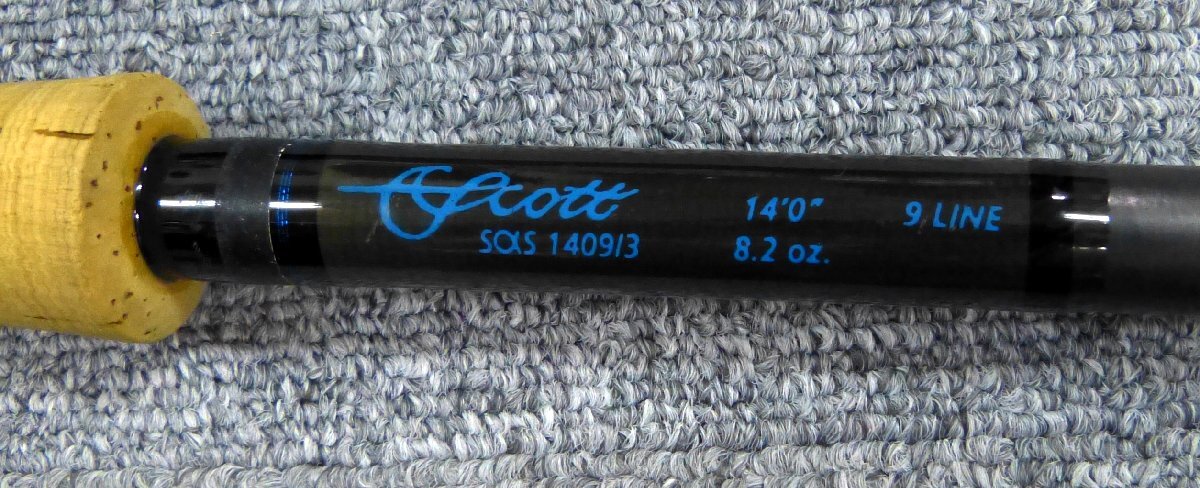 Scott
SAS 1409/3
14'0"
8.2 oz.
9 LINE